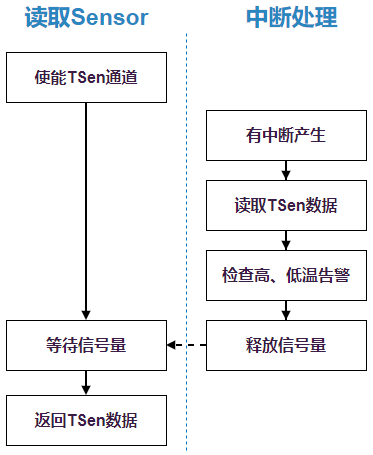 读取Sensor
使能TSen通道
等待信号量
返回TSen数据
中断处理
有中断产生
读取TSen数据
检查高、低温告警
释放信号量